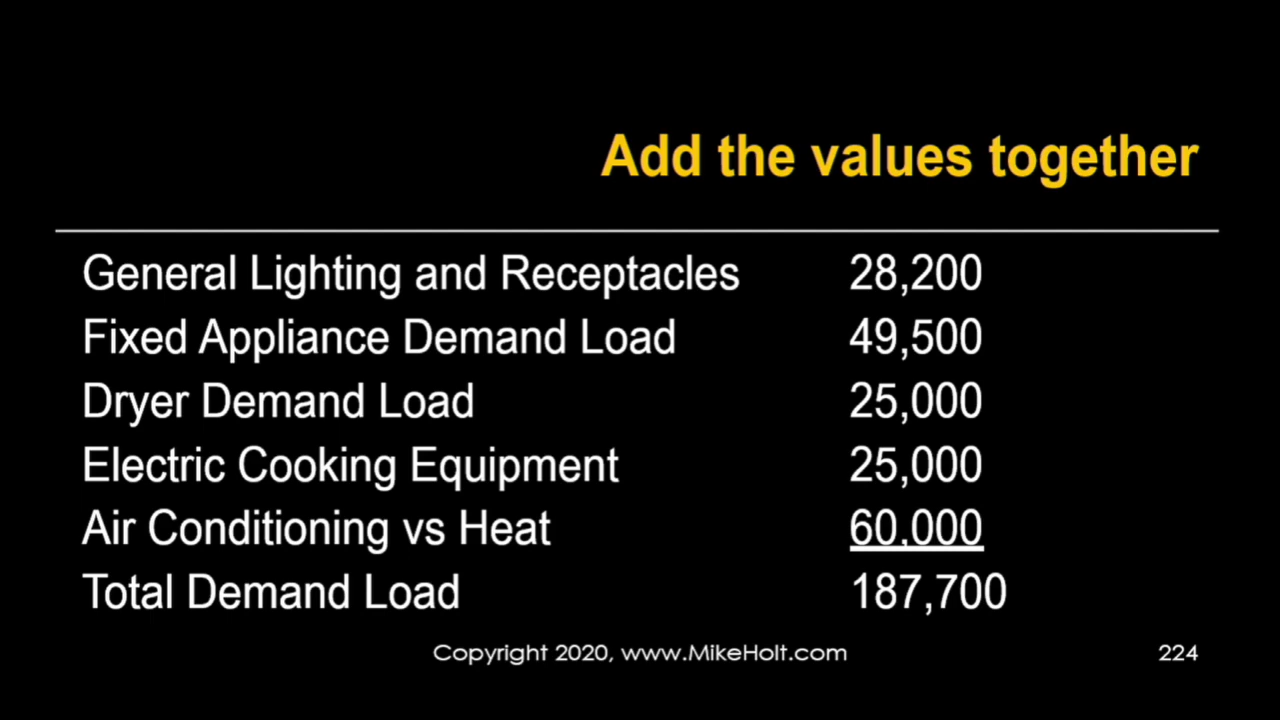 Add the values together
General Lighting and Receptacles 28,200
Fixed Appliance Demand Load 49,500
Dryer Demand Load 25,000
Electric Cooking Equipment 25,000
Air Conditioning vs Heat 60,000
Total Demand Load 187,700
Copyright 2020, www.MikeHolt.com 224